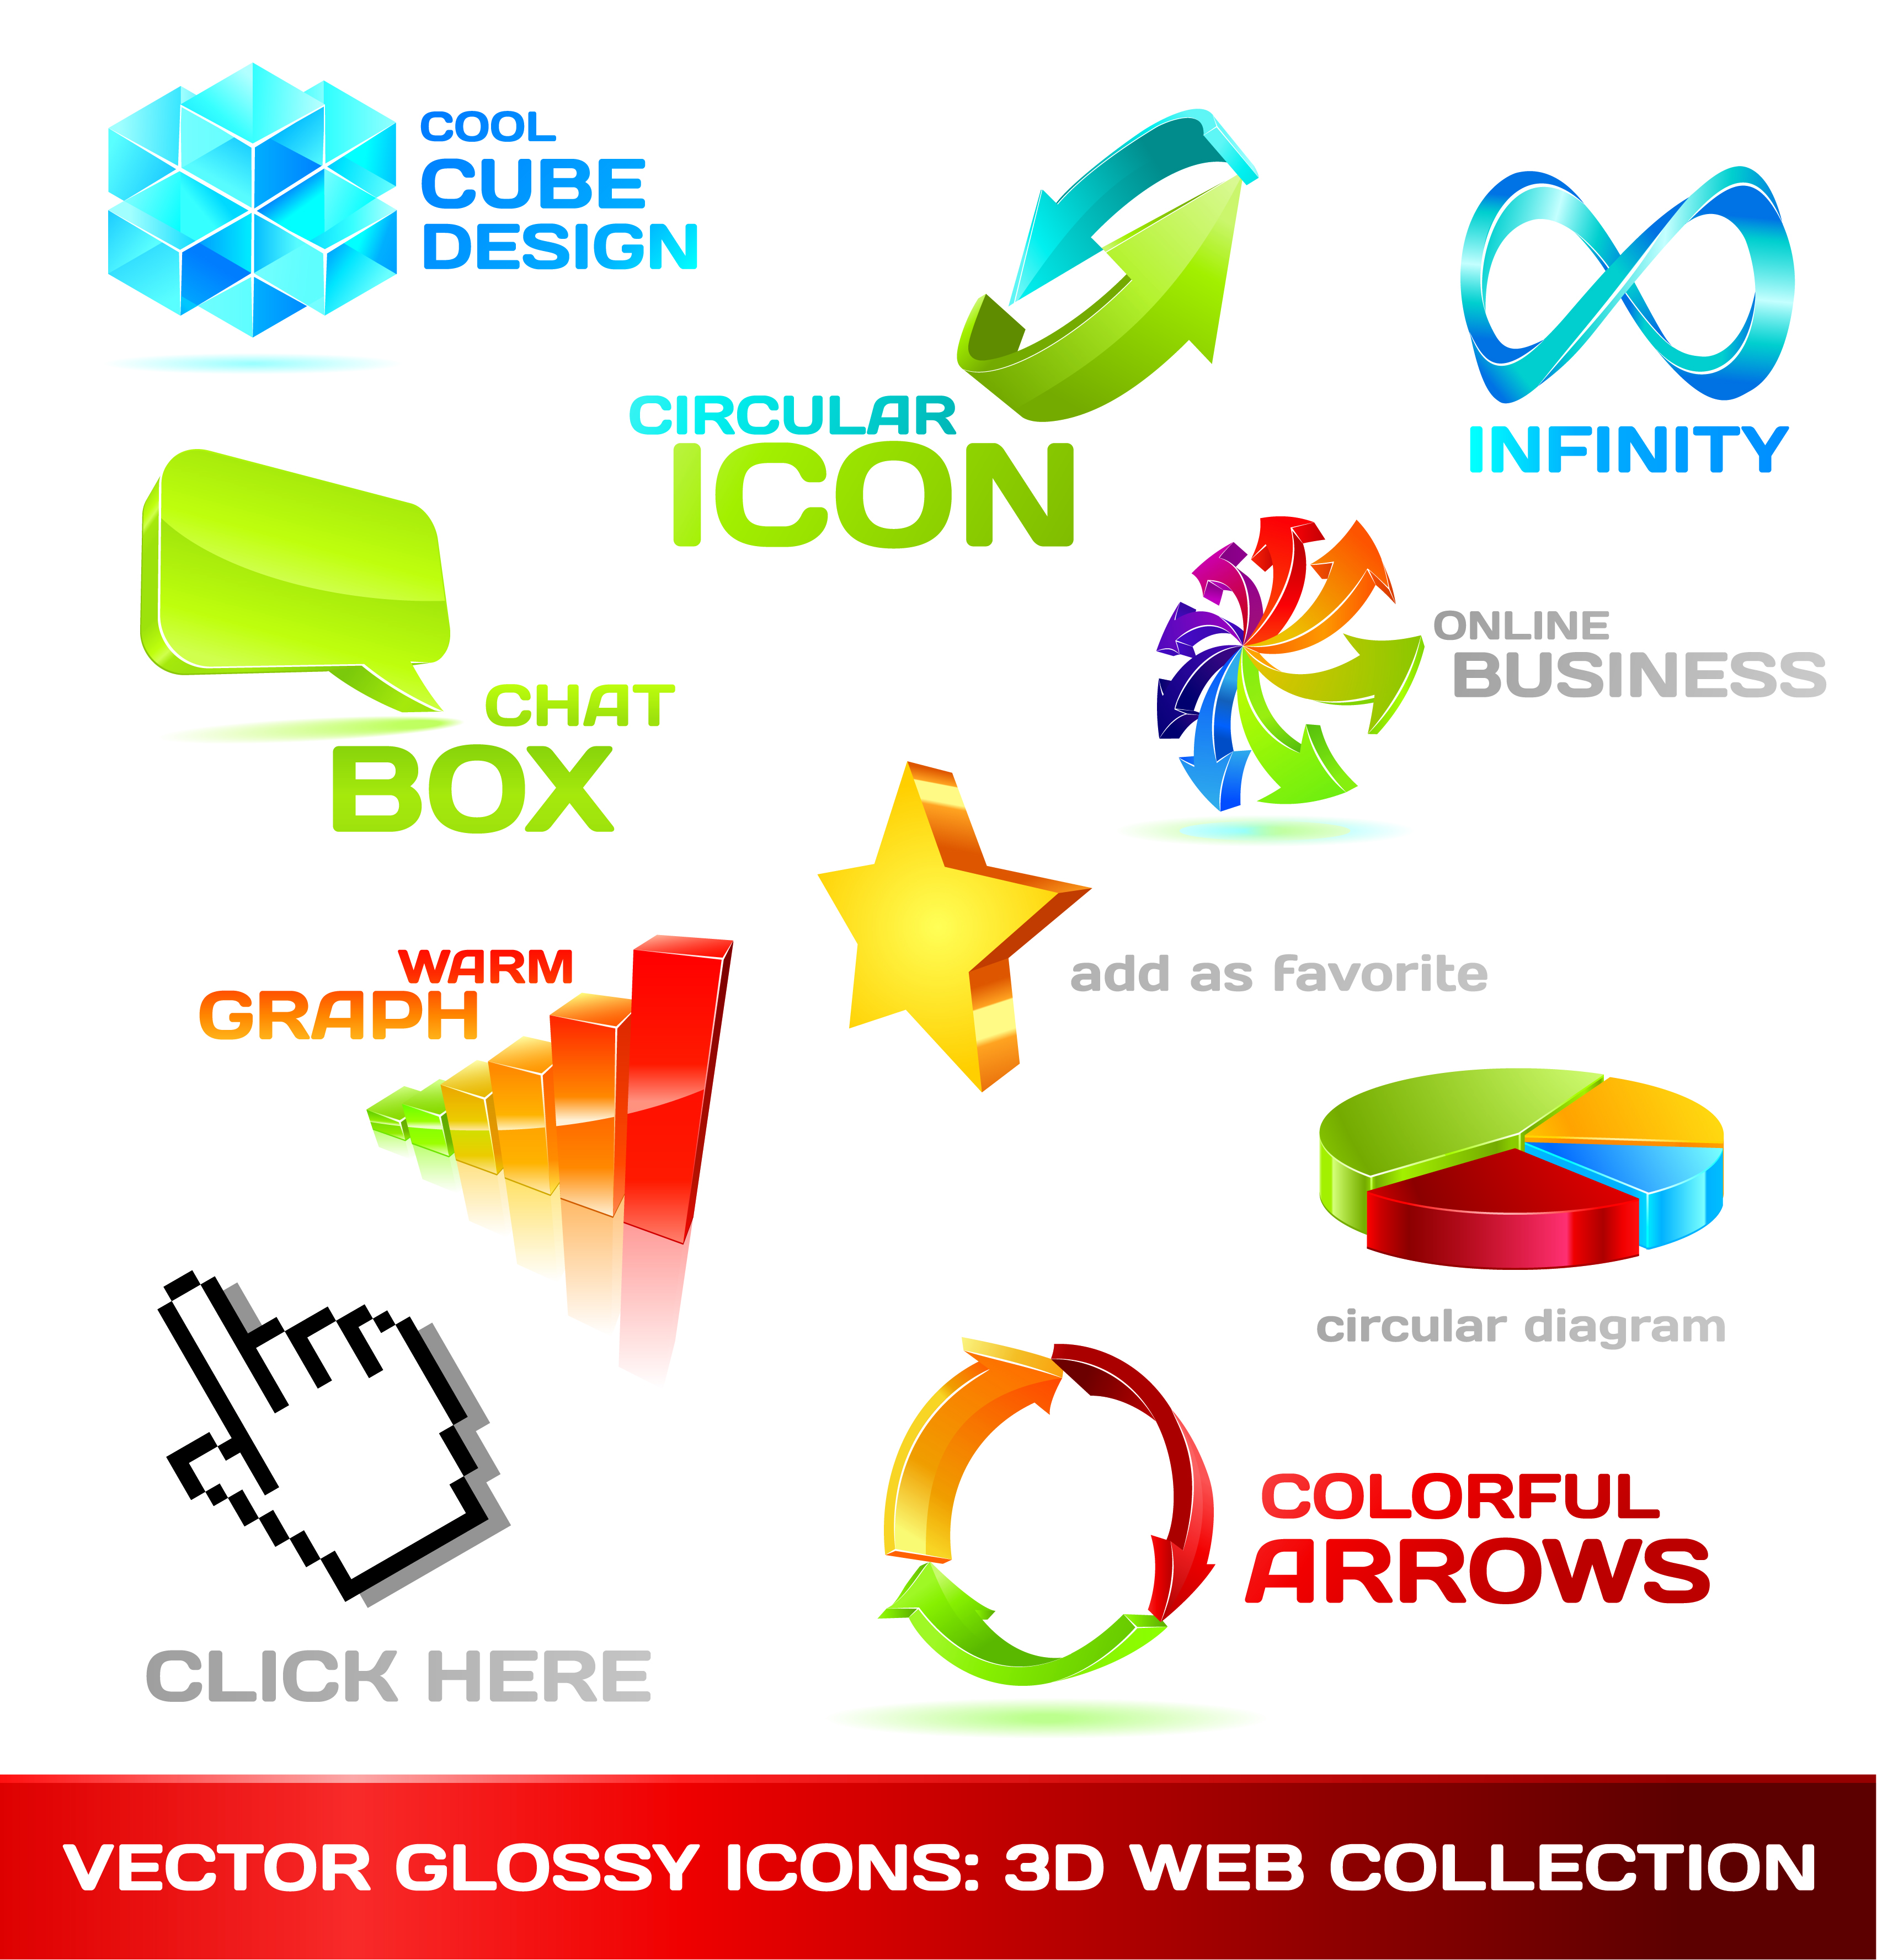 COOL
CUBE
DESIGN
CIRCULAR
ICON
INFINITY
CHAT
BOX
ONLINE
BUSINESS
add as favorite
WARM
GRAPH
circular diagram
CLICK HERE
COLORFUL
ARROWS
VECTOR GLOSSY ICONS: 3D WEB COLLECTION